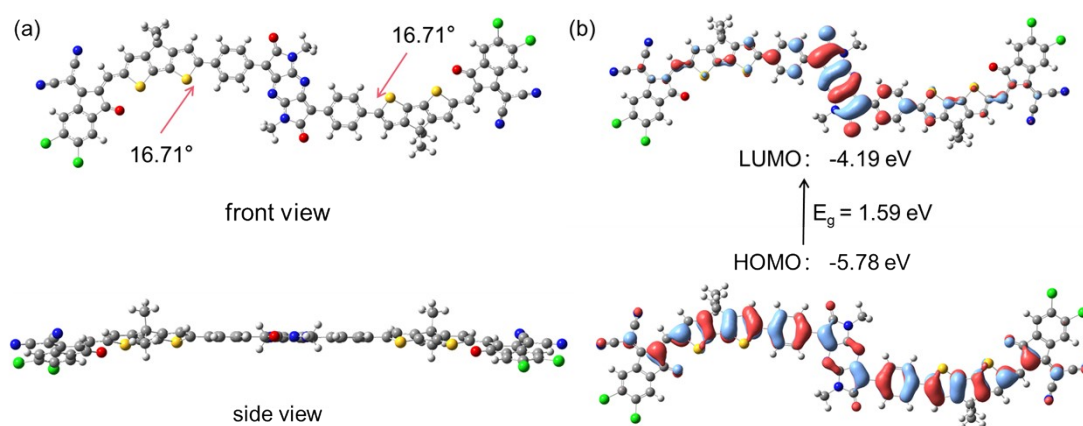 (a)
16.71°
16.71°
front view
side view
(b)
LUMO: -4.19 eV
Eg = 1.59 eV
HOMO: -5.78 eV